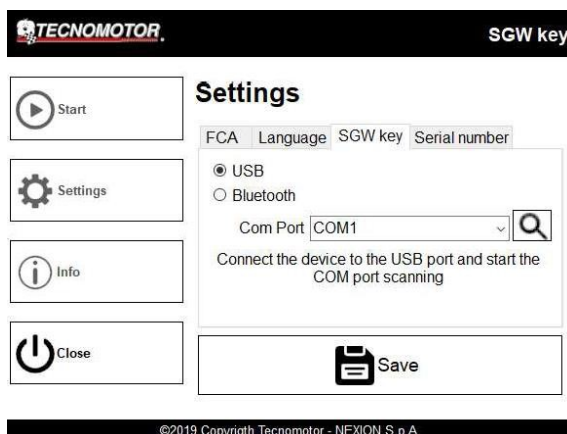 TECNOMOTOR.
SGW key
Start
Settings
Info
Close
Settings
FCA Language SGW key Serial number
USB
Bluetooth
Com Port COM1
Connect the device to the USB port and start the
COM port scanning
Save
©2019 Copyrigth Tecnomotor - NEXION S.p.A.